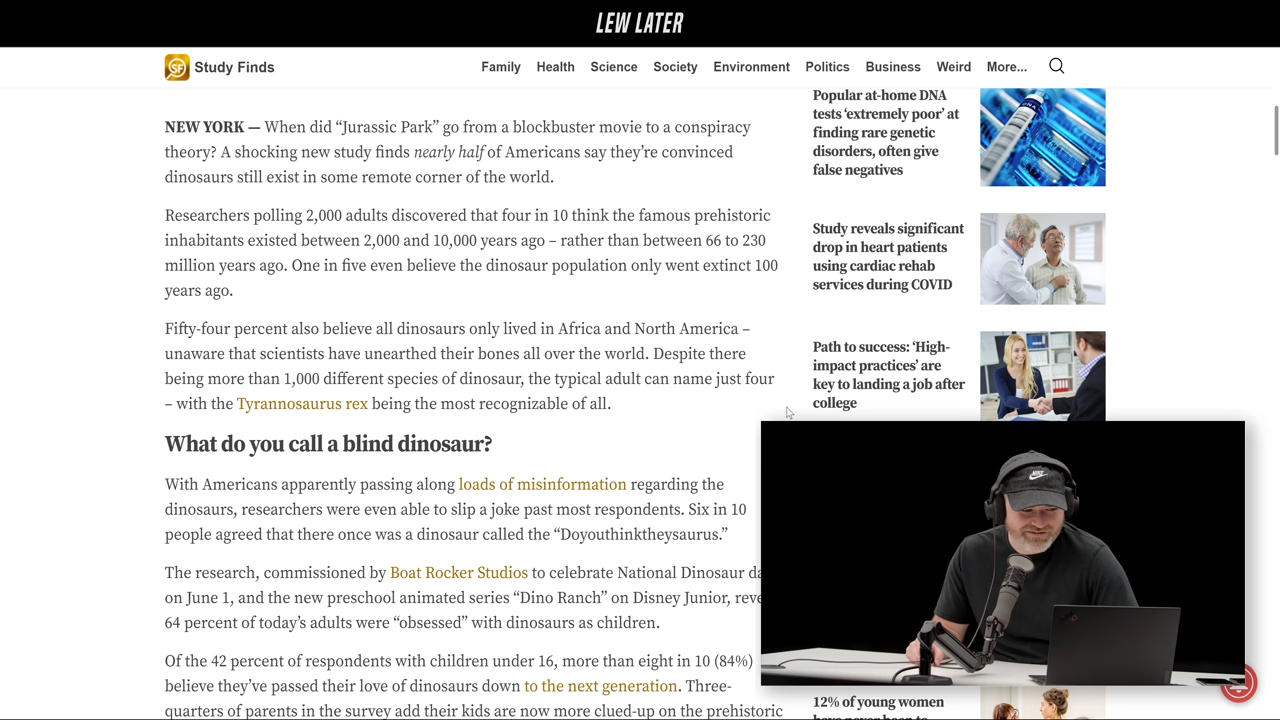 LEW LATER
Study Finds
Family Health Science Society Environment Politics Business Weird More...
NEW YORK — When did “Jurassic Park” go from a blockbuster movie to a conspiracy
theory? A shocking new study finds nearly half of Americans say they’re convinced
dinosaurs still exist in some remote corner of the world.
Researchers polling 2,000 adults discovered that four in 10 think the famous prehistoric
inhabitants existed between 2,000 and 10,000 years ago – rather than between 66 to 230
million years ago. One in five even believe the dinosaur population only went extinct 100
years ago.
Fifty-four percent also believe all dinosaurs only lived in Africa and North America –
unaware that scientists have unearthed their bones all over the world. Despite there
being more than 1,000 different species of dinosaur, the typical adult can name just four
– with the Tyrannosaurus rex being the most recognizable of all.
What do you call a blind dinosaur?
With Americans apparently passing along loads of misinformation regarding the
dinosaurs, researchers were even able to slip a joke past most respondents. Six in 10
people agreed that there once was a dinosaur called the “Doyouthinktheysaurus.”
The research, commissioned by Boat Rocker Studios to celebrate National Dinosaur da
on June 1, and the new preschool animated series “Dino Ranch” on Disney Junior, reve
64 percent of today’s adults were “obsessed” with dinosaurs as children.
Of the 42 percent of respondents with children under 16, more than eight in 10 (84%)
believe they’ve passed their love of dinosaurs down to the next generation. Three-
quarters of parents in the survey add their kids are now more clued-up on the prehistoric
Popular at-home DNA
tests ‘extremely poor’ at
finding rare genetic
disorders, often give
false negatives
DNA
Study reveals significant
drop in heart patients
using cardiac rehab
services during COVID
Path to success: ‘High-
impact practices’ are
key to landing a job after
college
12% of young women
have never been to
SF
NIKE